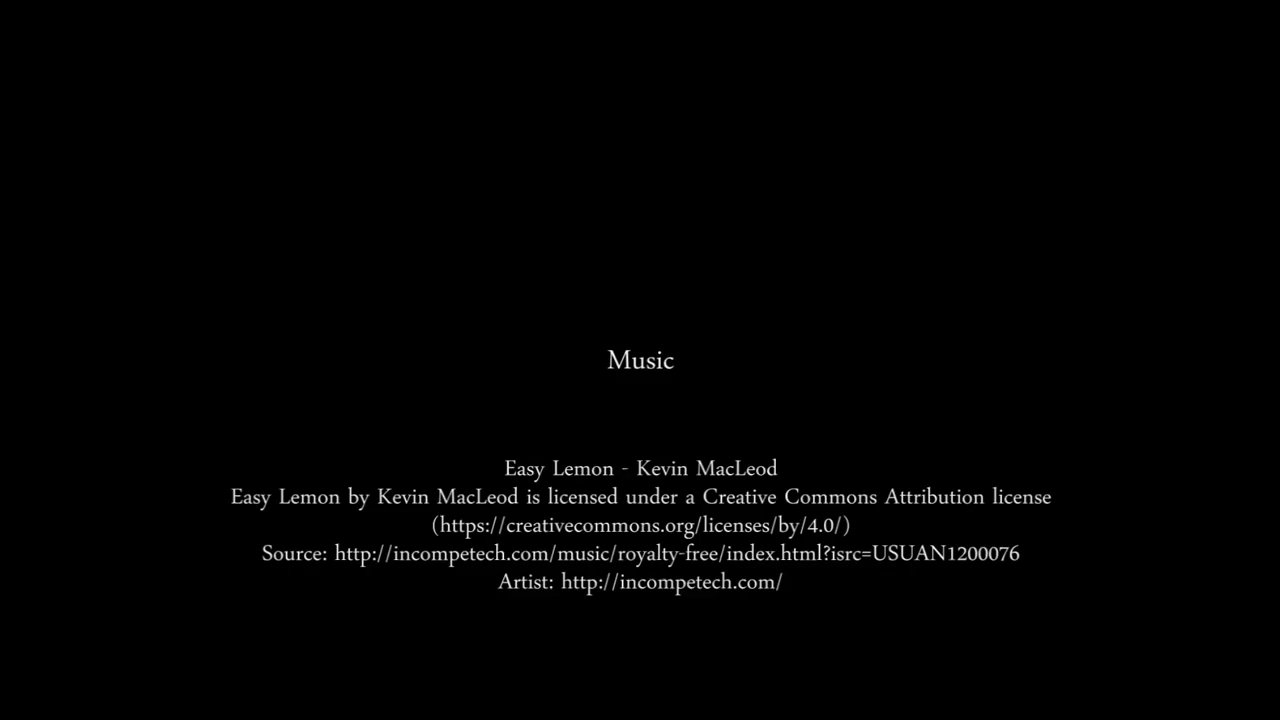 Music
Easy Lemon - Kevin MacLeod
Easy Lemon by Kevin MacLeod is licensed under a Creative Commons Attribution license
(https://creativecommons.org/licenses/by/4.0/)
Source: http://incompetech.com/music/royalty-free/index.html?isrc=USUAN1200076
Artist: http://incompetech.com/